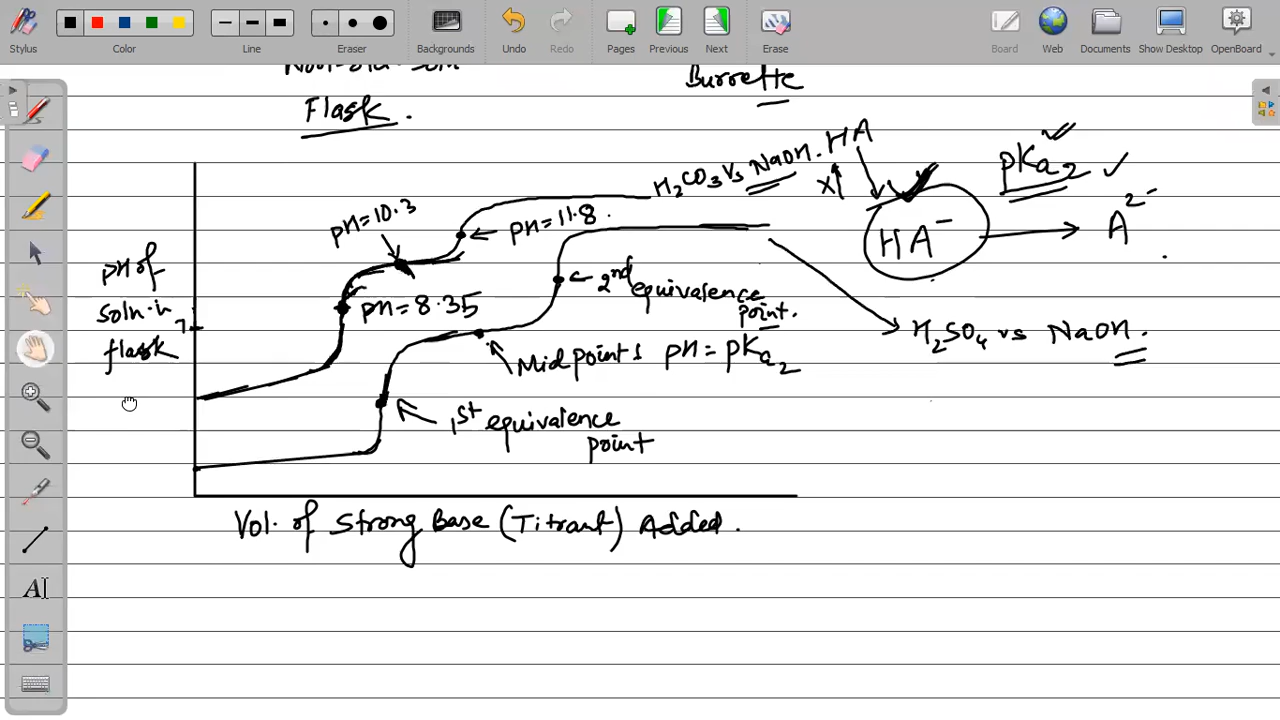 Stylus
Color
Line
Eraser
Backgrounds
Undo
Redo
Pages
Previous
Next
Erase
Board
Web
Documents
Show Desktop
OpenBoard
Flask.
Burrette
H₂CO₃ Vs NaOH.
HA
X
pKa₂
HA⁻
A²⁻
pH=10.3
pH=11.8.
pH=8.35
2nd equivalence
point.
pH of
soln. in
flask
7
H₂SO₄ vs NaOH.
Midpoint s pH = pKa₂
1st equivalence
point
Vol. of Strong Base (Titrant) Added.